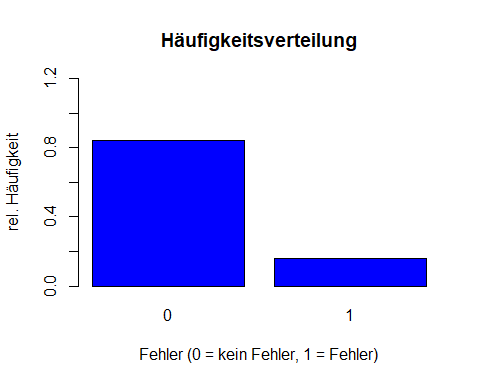 Häufigkeitsverteilung
rel. Häufigkeit
1.2
0.8
0.4
0.0
0 1
Fehler (0 = kein Fehler, 1 = Fehler)